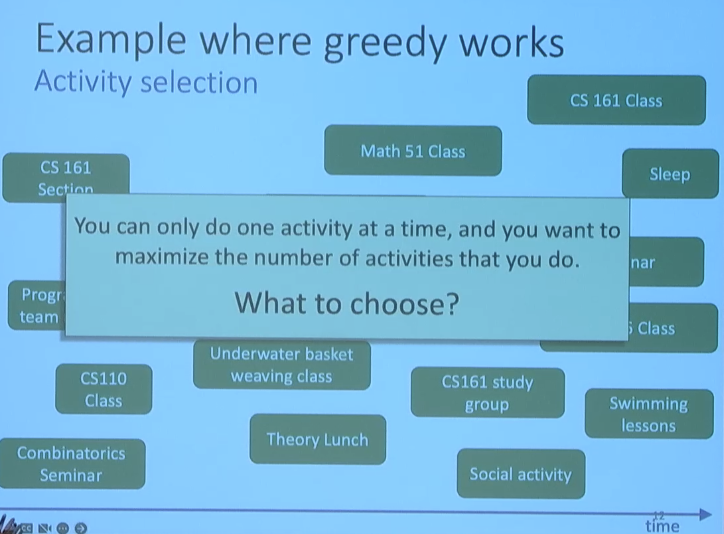 Example where greedy works
Activity selection
CS 161 Class
Math 51 Class
CS 161
Section
Sleep
You can only do one activity at a time, and you want to
maximize the number of activities that you do.
What to choose?
nar
Progr
team
Class
Underwater basket
weaving class
CS110
Class
CS161 study
group
Swimming
lessons
Theory Lunch
Combinatorics
Seminar
Social activity
12
time